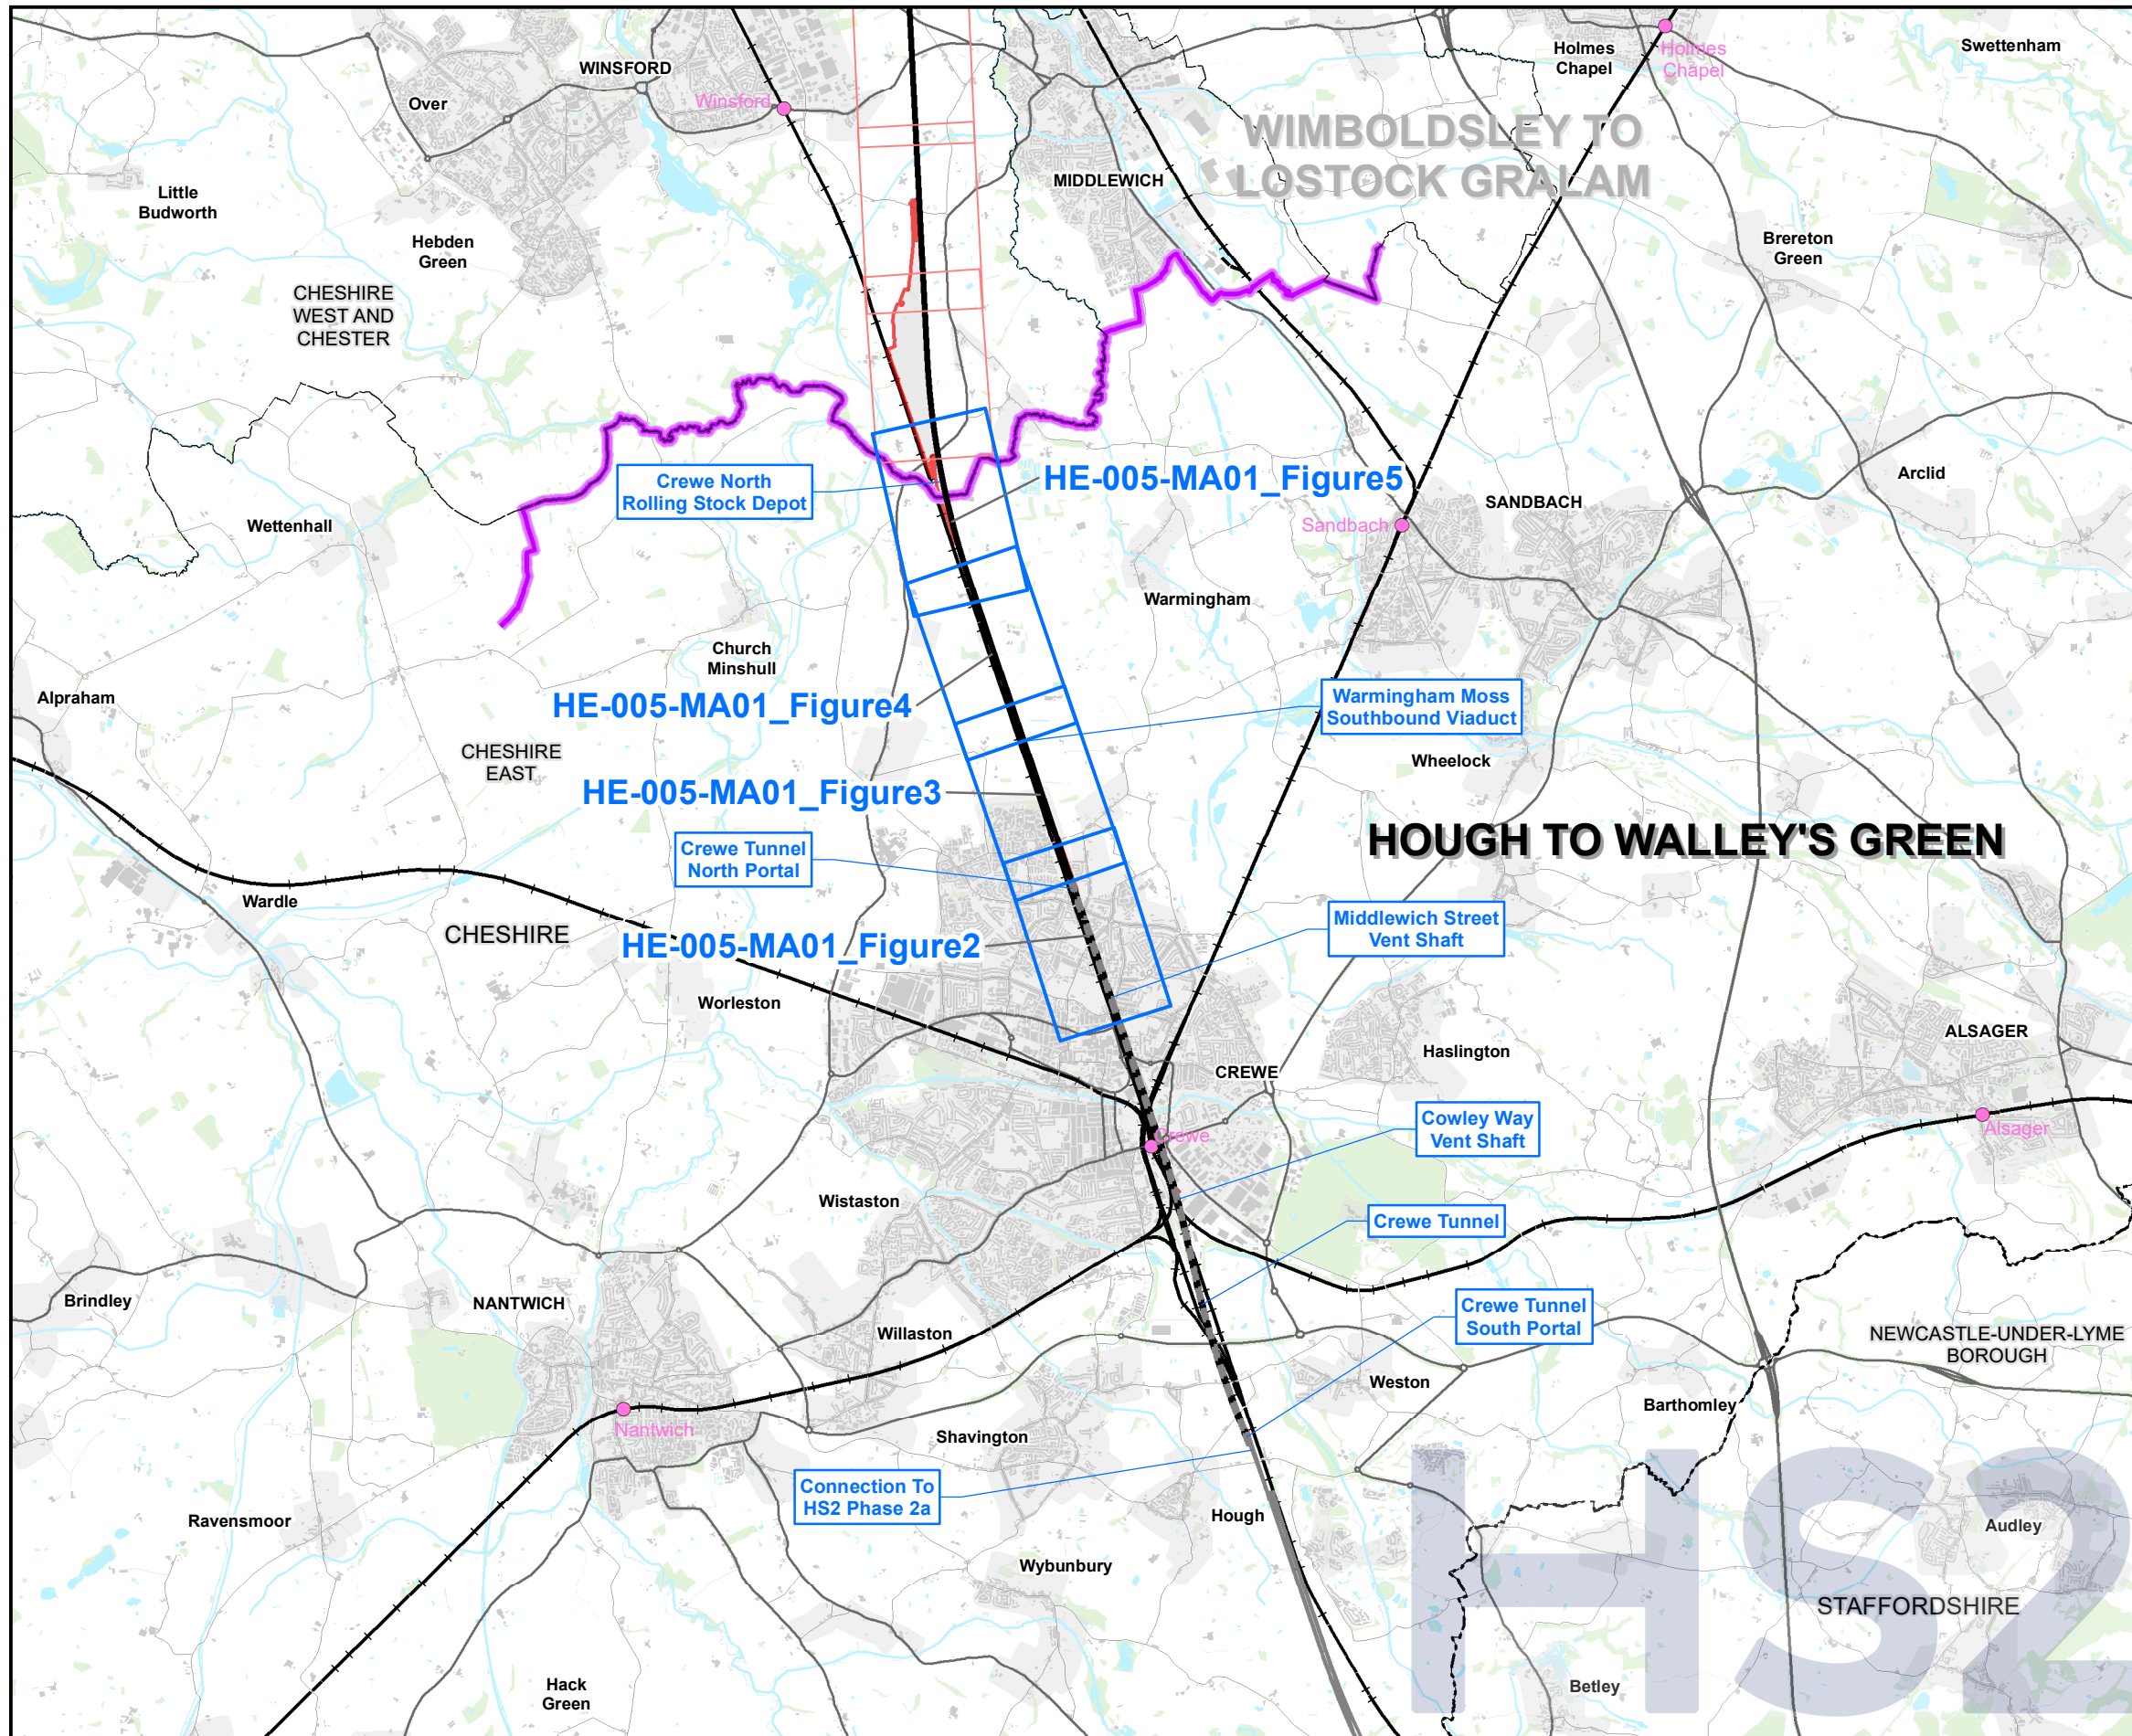 Holmes
Chapel
Holmes
Chapel
Swettenham
WINSFORD
Winsford
Over
WIMBOLDSLEY TO
LOSTOCK GRALAM
MIDDLEWICH
Little
Budworth
Hebden
Green
Brereton
Green
CHESHIRE
WEST AND
CHESTER
Crewe North
Rolling Stock Depot
HE-005-MA01_Figure5
Arclid
SANDBACH
Sandbach
Wettenhall
Warmingham
Church
Minshull
Alpraham
HE-005-MA01_Figure4
Warmingham Moss
Southbound Viaduct
CHESHIRE
EAST
Wheelock
HE-005-MA01_Figure3
HOUGH TO WALLEY'S GREEN
Crewe Tunnel
North Portal
Wardle
CHESHIRE
HE-005-MA01_Figure2
Middlewich Street
Vent Shaft
Worleston
ALSAGER
Haslington
CREWE
Cowley Way
Vent Shaft
Crewe
Alsager
Wistaston
Crewe Tunnel
Brindley
NANTWICH
Crewe Tunnel
South Portal
Willaston
NEWCASTLE-UNDER-LYME
BOROUGH
Weston
Barthomley
Nantwich
Shavington
Connection To
HS2 Phase 2a
Hough
Ravensmoor
Audley
Wybunbury
HS2
STAFFORDSHIRE
Hack
Green
Betley